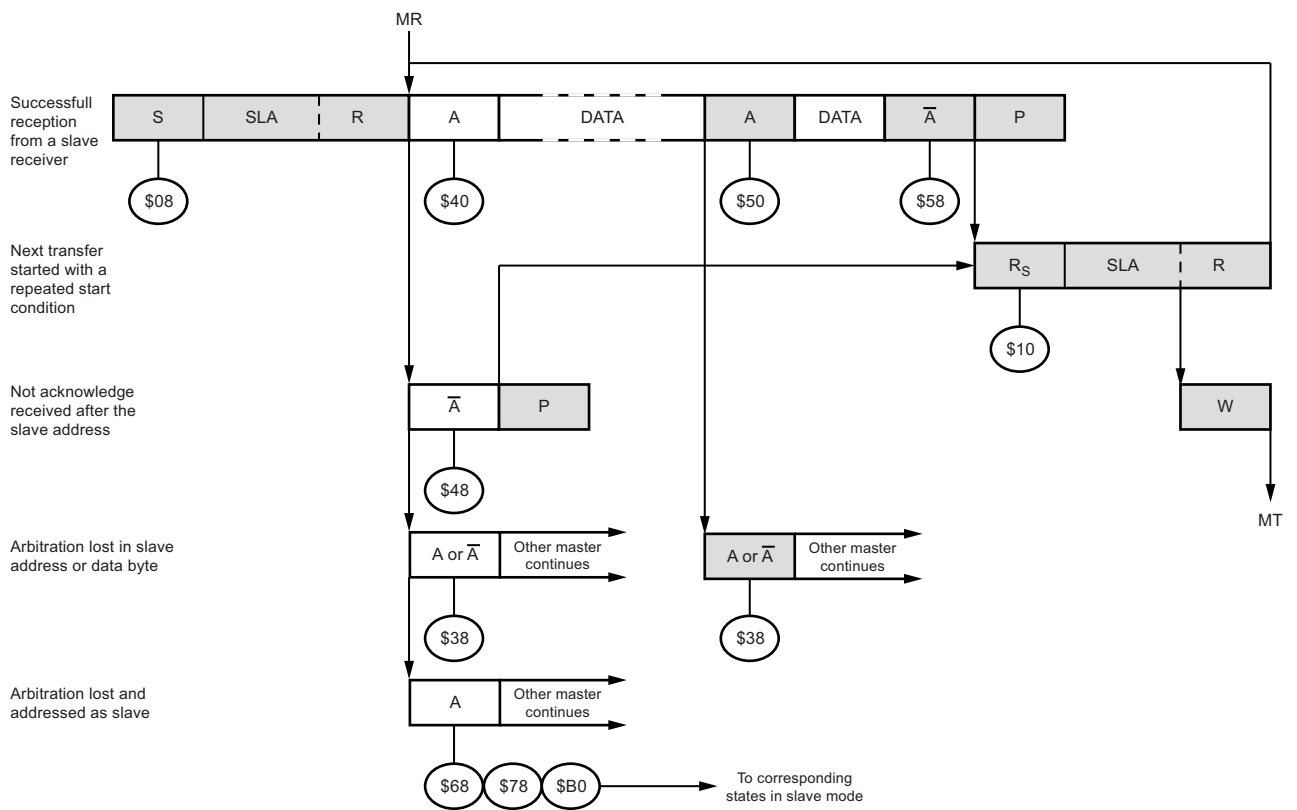 MR
Successfull
reception
from a slave
receiver
S
SLA
R
A
DATA
A
DATA
A̅
P
$08
$40
$50
$58
Next transfer
started with a
repeated start
condition
RS
SLA
R
$10
Not acknowledge
received after the
slave address
A̅
P
W
$48
MT
Arbitration lost in slave
address or data byte
A or A̅
Other master
continues
A or A̅
Other master
continues
$38
$38
Arbitration lost and
addressed as slave
A
Other master
continues
$68
$78
$B0
To corresponding
states in slave mode